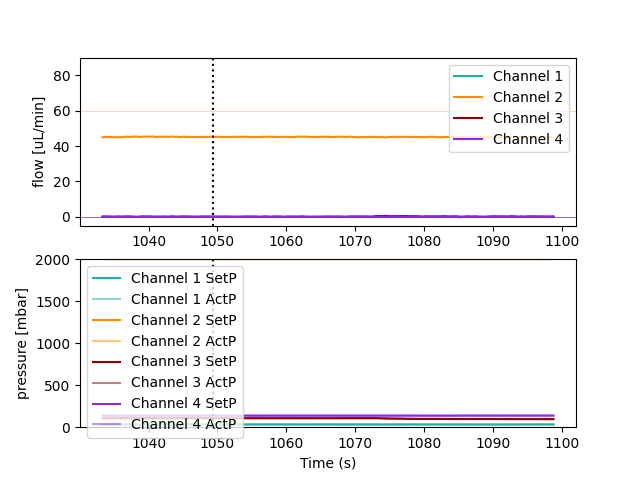 flow [uL/min]
80
60
40
20
0
Channel 1
Channel 2
Channel 3
Channel 4
1040 1050 1060 1070 1080 1090 1100
pressure [mbar]
2000
1500
1000
500
0
Channel 1 SetP
Channel 1 ActP
Channel 2 SetP
Channel 2 ActP
Channel 3 SetP
Channel 3 ActP
Channel 4 SetP
Channel 4 ActP
1040 1050 1060 1070 1080 1090 1100
Time (s)